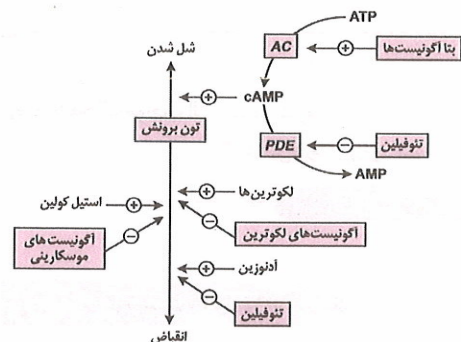 ATP
شل شدن
AC
بتا آگونیست‌ها
cAMP
تون برونش
PDE
تئوفیلین
AMP
استیل کولین
لکوترین‌ها
آگونیست‌های
موسکارینی
آگونیست‌های لکوترین
آدنوزین
تئوفیلین
انقباض